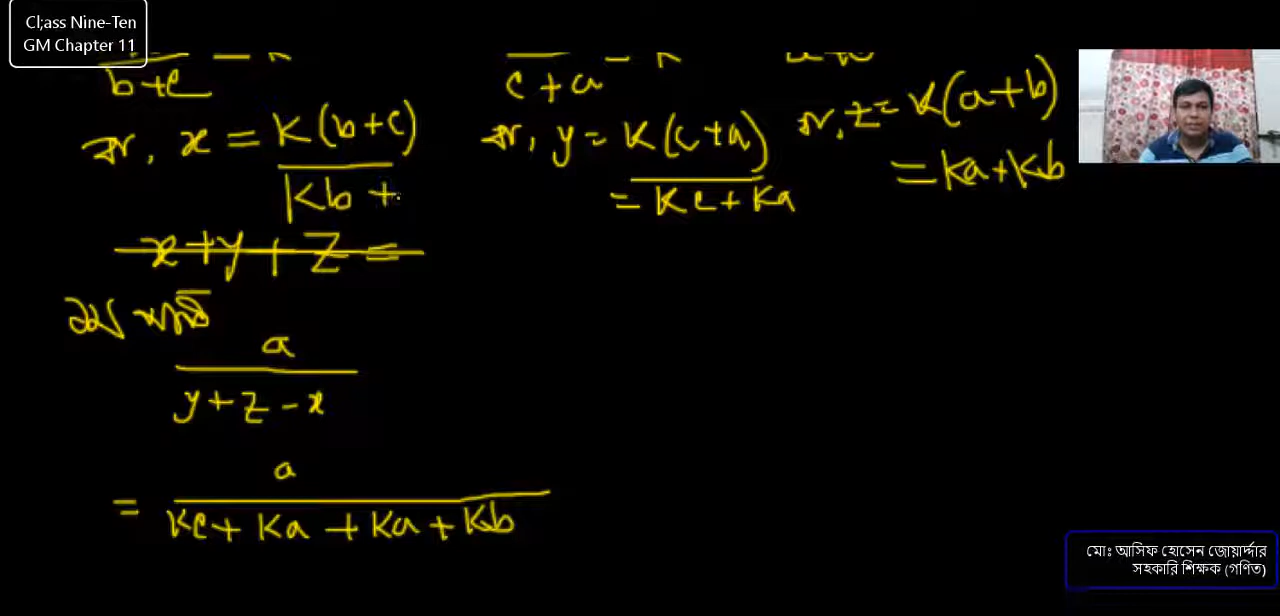 Cl;ass Nine-Ten
GM Chapter 11
b+c
c+a
বা, x = K(b+c)
Kb +
বা, y = K(c+a)
= Kc+Ka
বা, z = K(a+b)
= Ka+Kb
x+y+z =
১ম রাশি
a
y+z-x
a
= Kc+Ka+Ka+Kb
মোঃ আসিফ হোসেন জোয়ার্দ্দার
সহকারি শিক্ষক (গণিত)